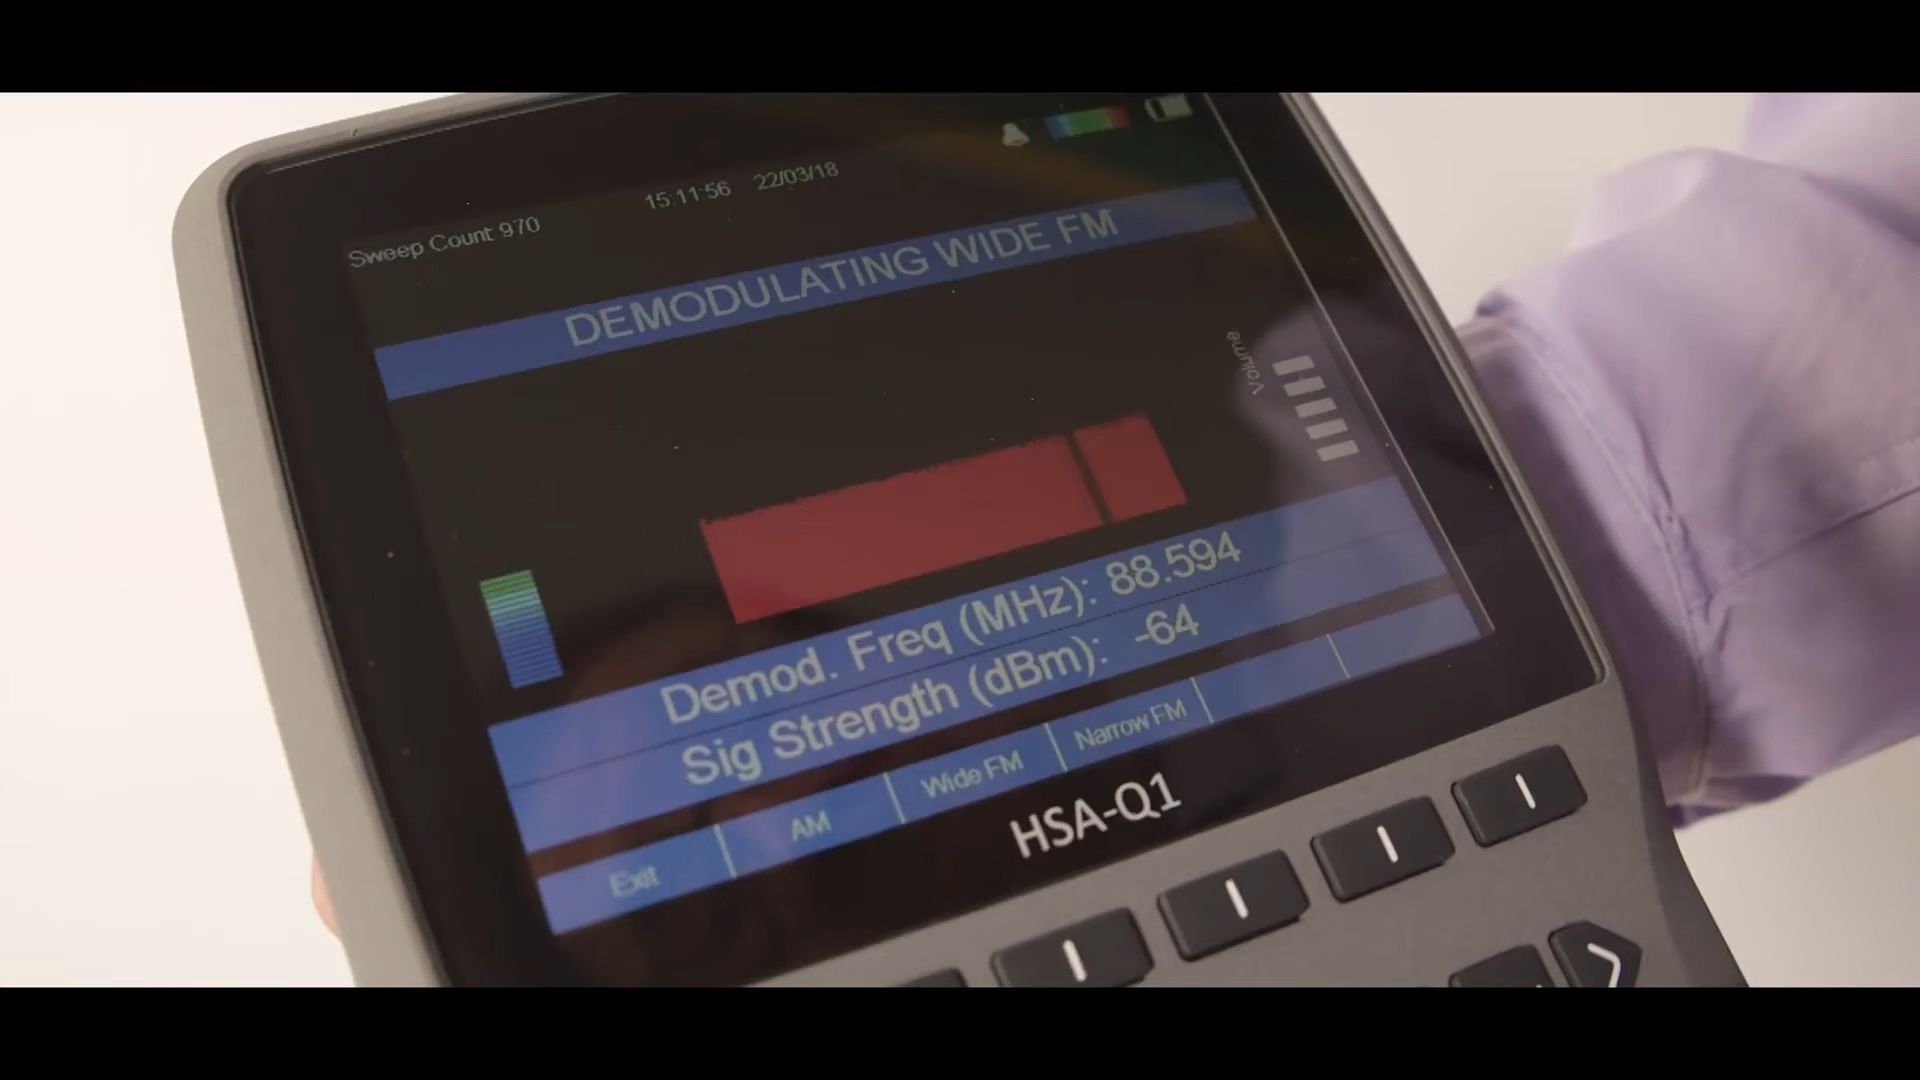 Sweep Count 970
15:11:56 22/03/18
DEMODULATING WIDE FM
Volume
Demod. Freq (MHz): 88.594
Sig Strength (dBm): -64
Exit AM Wide FM Narrow FM
HSA-Q1